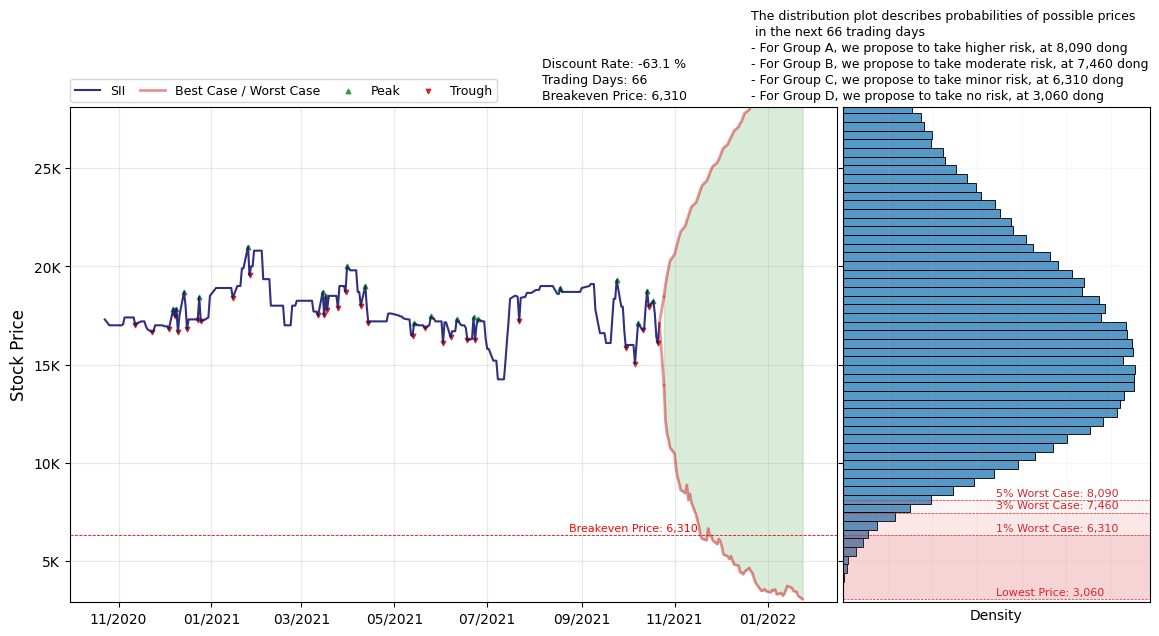 The distribution plot describes probabilities of possible prices
in the next 66 trading days
- For Group A, we propose to take higher risk, at 8,090 dong
- For Group B, we propose to take moderate risk, at 7,460 dong
- For Group C, we propose to take minor risk, at 6,310 dong
- For Group D, we propose to take no risk, at 3,060 dong
Discount Rate: -63.1 %
Trading Days: 66
Breakeven Price: 6,310
SII
Best Case / Worst Case
Peak
Trough
Stock Price
25K
20K
15K
10K
5K
Breakeven Price: 6,310
5% Worst Case: 8,090
3% Worst Case: 7,460
1% Worst Case: 6,310
Lowest Price: 3,060
11/2020
01/2021
03/2021
05/2021
07/2021
09/2021
11/2021
01/2022
Density